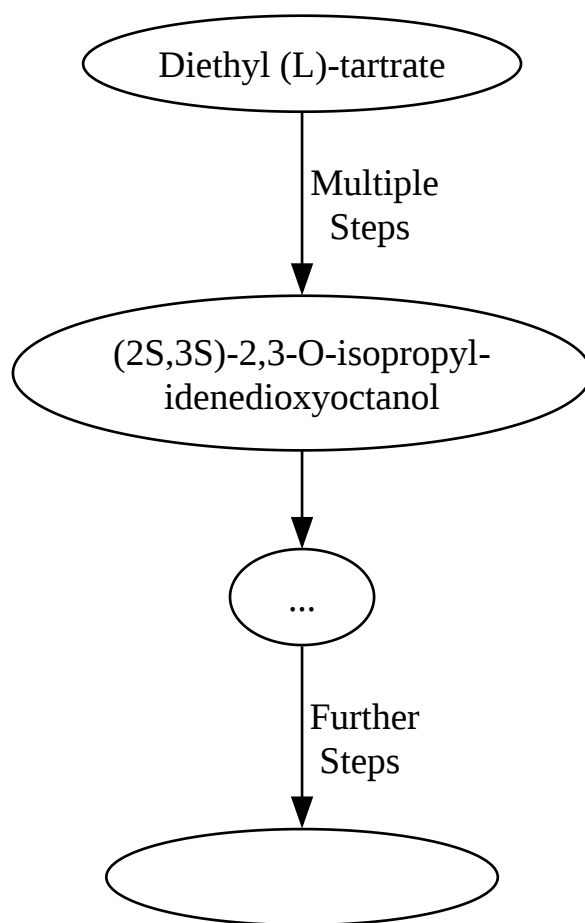 Diethyl (L)-tartrate
Multiple
Steps
(2S,3S)-2,3-O-isopropyl-
idenedioxyoctanol
...
Further
Steps